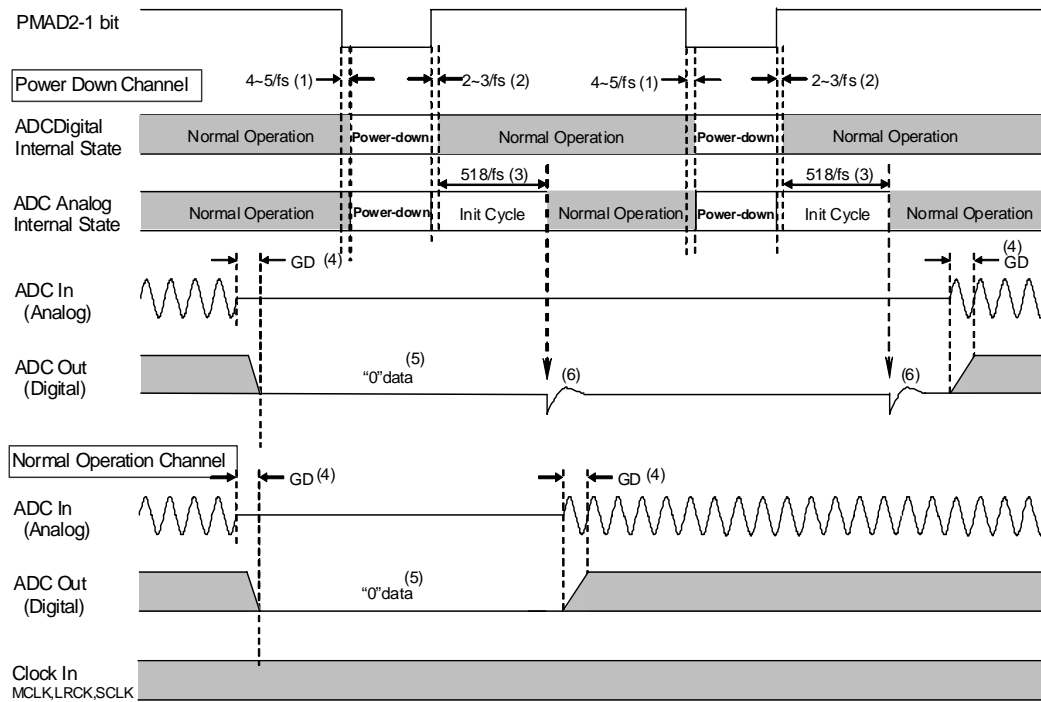 PMAD2-1 bit
4~5/fs (1) 2~3/fs (2) 4~5/fs (1) 2~3/fs (2)
Power Down Channel
ADCDigital
Internal State
Normal Operation Power-down Normal Operation Power-down Normal Operation
518/fs (3) 518/fs (3)
ADC Analog
Internal State
Normal Operation Power-down Init Cycle Normal Operation Power-down Init Cycle Normal Operation
GD (4) (4)
GD
ADC In
(Analog)
ADC Out
(Digital)
(5)
“0”data
(6) (6)
Normal Operation Channel
GD (4) GD (4)
ADC In
(Analog)
ADC Out
(Digital)
(5)
“0”data
Clock In
MCLK,LRCK,SCLK